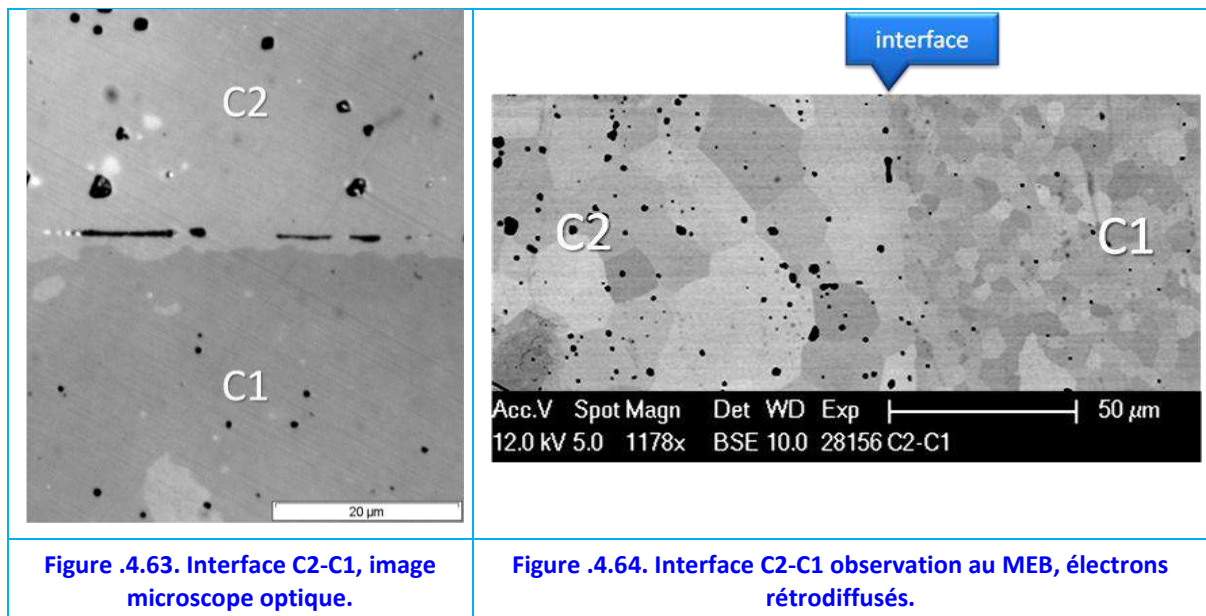 C2
C1
20 µm
interface
C2
C1
Acc.V Spot Magn Det WD Exp 50 µm
12.0 kV 5.0 1178x BSE 10.0 28156 C2-C1
Figure .4.63. Interface C2-C1, image
microscope optique.
Figure .4.64. Interface C2-C1 observation au MEB, électrons
rétrodiffusés.